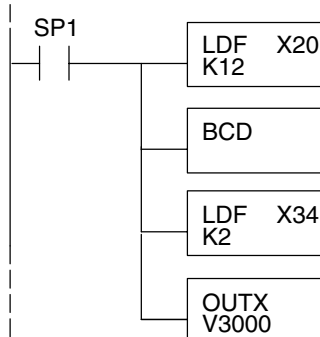 SP1
LDF X20
K12
BCD
LDF X34
K2
OUTX
V3000